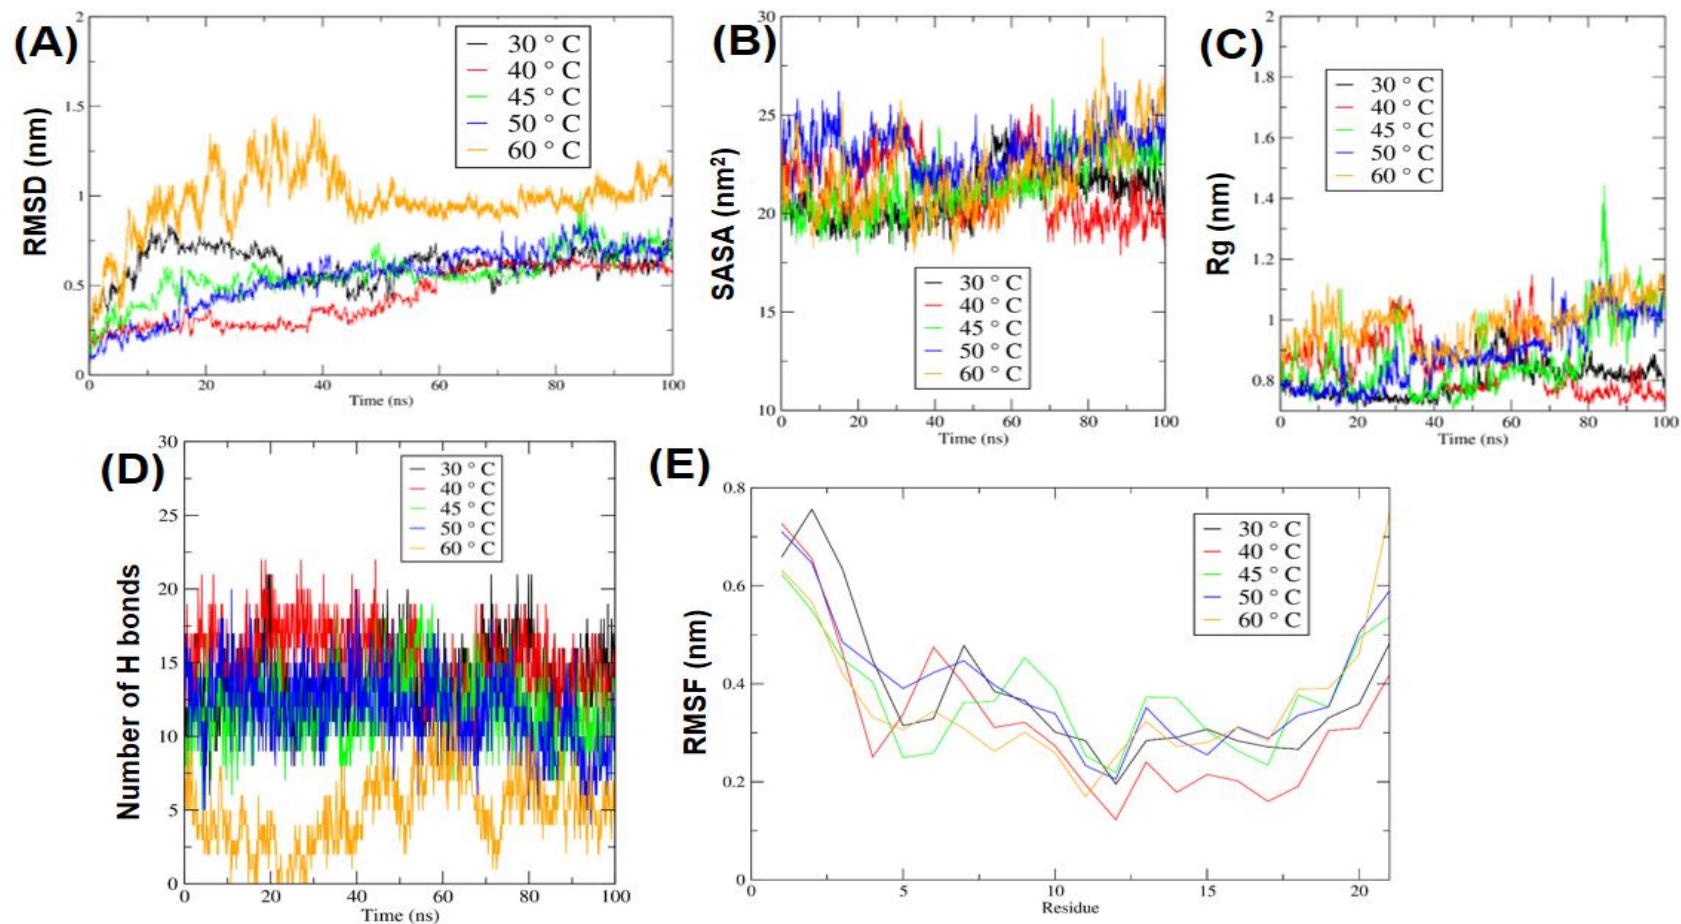 (A)
RMSD (nm)
2
1.5
1
0.5
0
30 ° C
40 ° C
45 ° C
50 ° C
60 ° C
0 20 40 60 80 100
Time (ns)
(B)
SASA (nm²)
30
25
20
15
10
30 ° C
40 ° C
45 ° C
50 ° C
60 ° C
0 20 40 60 80 100
Time (ns)
(C)
Rg (nm)
2
1.8
1.6
1.4
1.2
1
0.8
30 ° C
40 ° C
45 ° C
50 ° C
60 ° C
0 20 40 60 80 100
Time (ns)
(D)
Number of H bonds
30
25
20
15
10
5
0
30 ° C
40 ° C
45 ° C
50 ° C
60 ° C
0 20 40 60 80 100
Time (ns)
(E)
RMSF (nm)
0.8
0.6
0.4
0.2
0
30 ° C
40 ° C
45 ° C
50 ° C
60 ° C
0 5 10 15 20
Residue